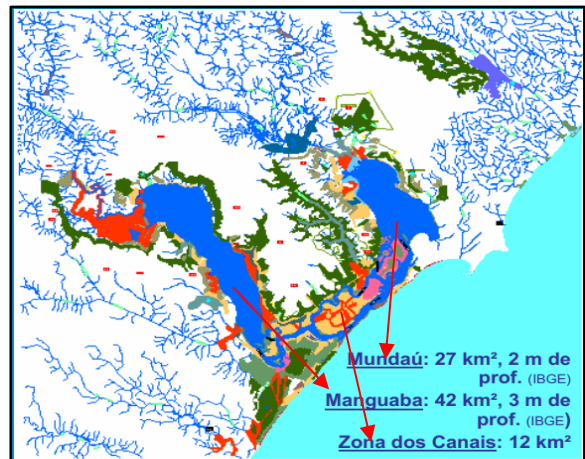 Mundaú: 27 km², 2 m de
prof. (IBGE)
Manguaba: 42 km², 3 m de
prof. (IBGE)
Zona dos Canais: 12 km²